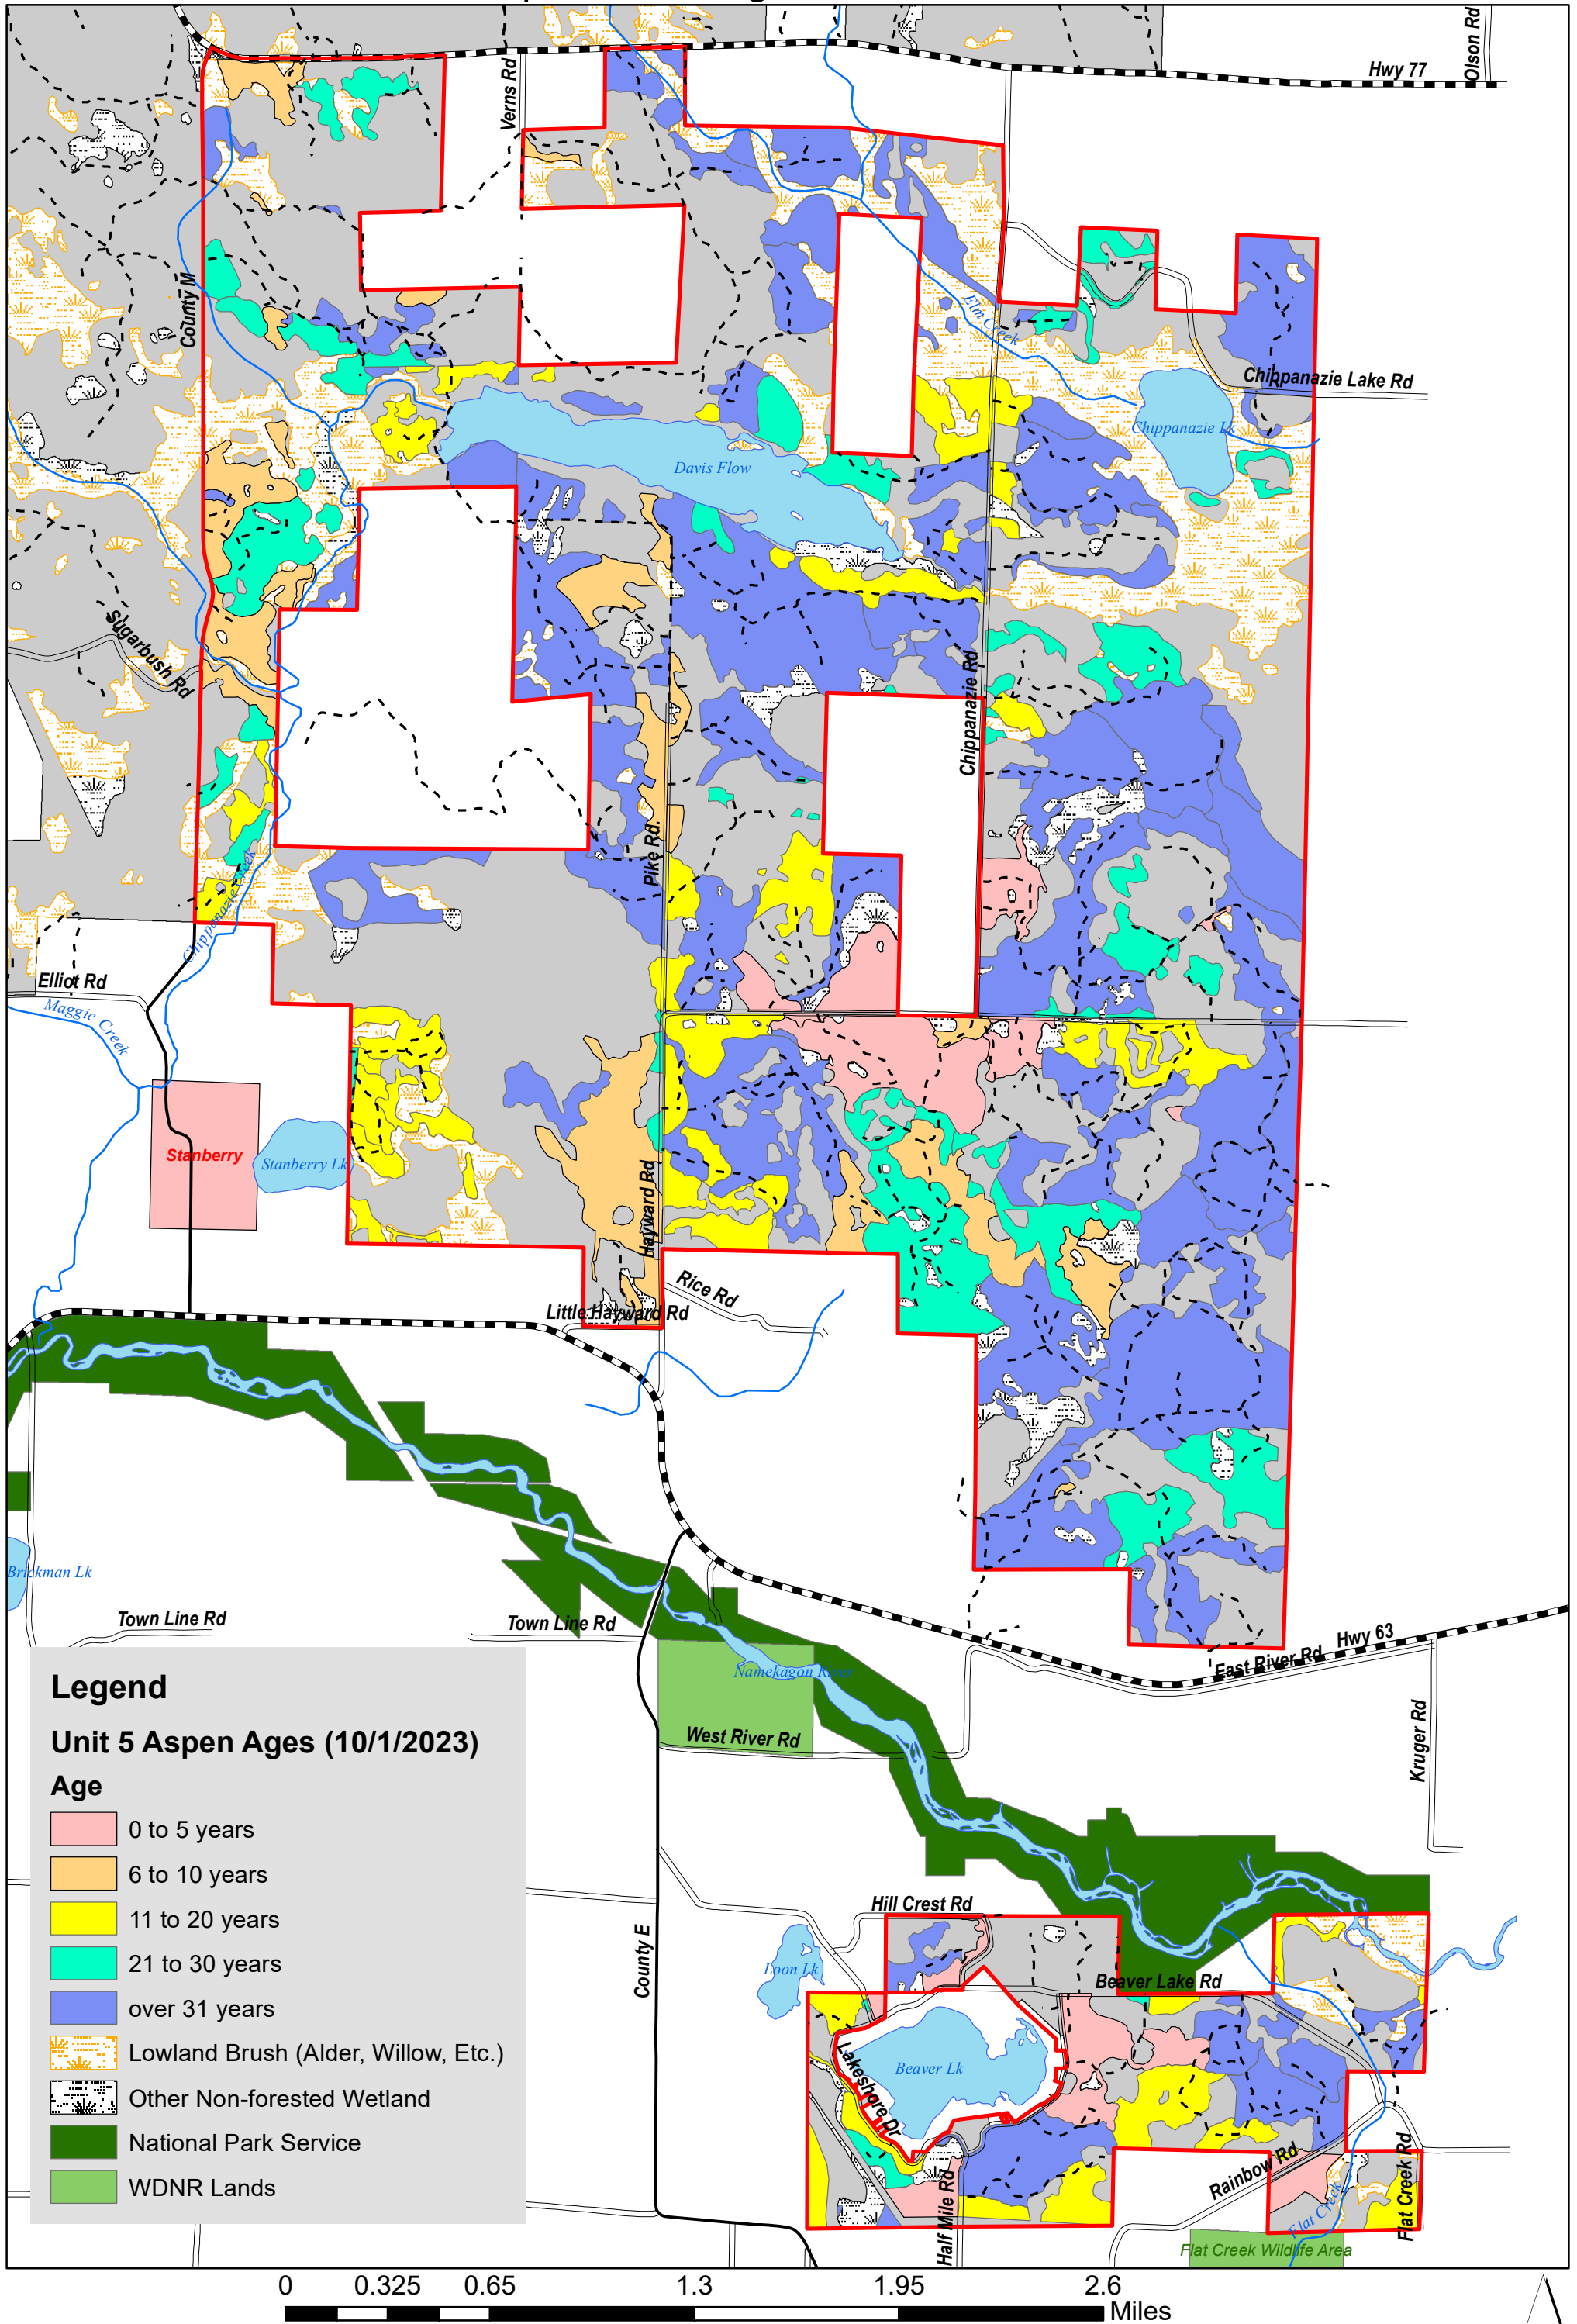 Hwy 77
Olson Rd
Verns Rd
County M
Elm Creek
Chippanazie Lake Rd
Chippanazie Lk
Davis Flow
Sugarbush Rd
Chippanazie Rd
Pike Rd.
Chippanazie Creek
Elliot Rd
Maggie Creek
Stanberry
Stanberry Lk
Hayward Rd
Rice Rd
Little Hayward Rd
Brickman Lk
Town Line Rd
Town Line Rd
Hwy 63
East River Rd
Namekagon River
West River Rd
Kruger Rd
Legend
Unit 5 Aspen Ages (10/1/2023)
Age
0 to 5 years
6 to 10 years
11 to 20 years
21 to 30 years
over 31 years
Lowland Brush (Alder, Willow, Etc.)
Other Non-forested Wetland
National Park Service
WDNR Lands
County E
Hill Crest Rd
Loon Lk
Beaver Lake Rd
Beaver Lk
Lakeshore Dr
Half Mile Rd
Rainbow Rd
Flat Creek
Flat Creek Rd
Flat Creek Wildlife Area
0 0.325 0.65 1.3 1.95 2.6
Miles